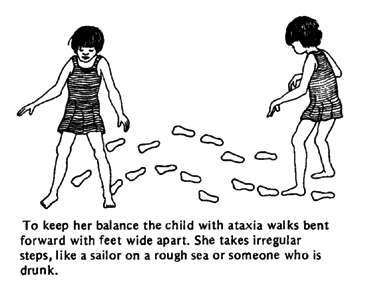 To keep her balance the child with ataxia walks bent
forward with feet wide apart. She takes irregular
steps, like a sailor on a rough sea or someone who is
drunk.